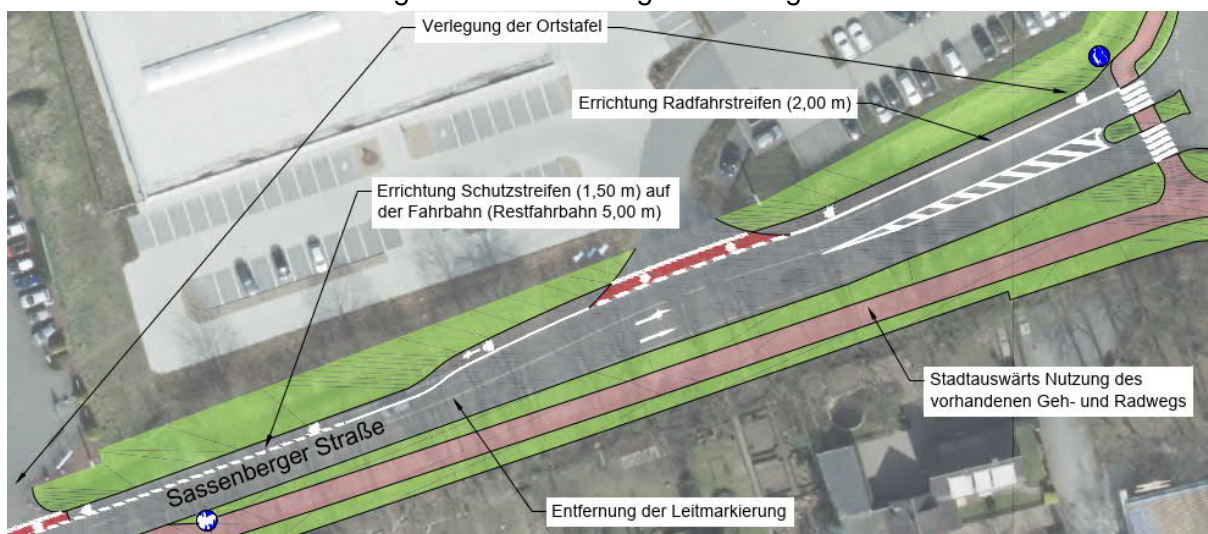 Verlegung der Ortstafel
Errichtung Radfahrstreifen (2,00 m)
Errichtung Schutzstreifen (1,50 m) auf
der Fahrbahn (Restfahrbahn 5,00 m)
Stadtauswärts Nutzung des
vorhandenen Geh- und Radwegs
Sassenberger Straße
Entfernung der Leitmarkierung